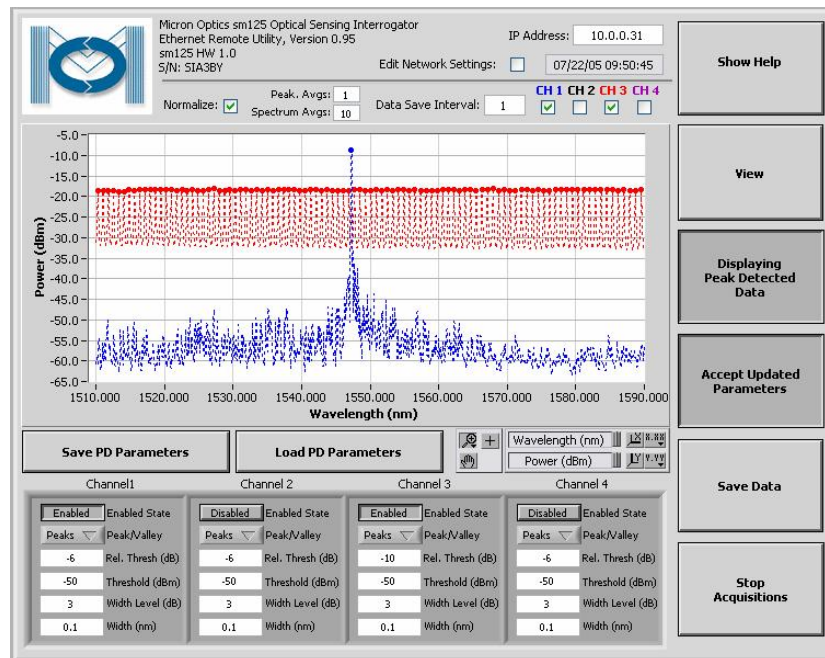 Micron Optics sm125 Optical Sensing Interrogator
Ethernet Remote Utility, Version 0.95
sm125 HW 1.0
S/N: SIA3BY
IP Address: 10.0.0.31
Edit Network Settings: 07/22/05 09:50:45
Normalize: Peak. Avgs: 1
Spectrum Avgs: 10
Data Save Interval: 1
CH 1 CH 2 CH 3 CH 4
Show Help
View
Displaying
Peak Detected
Data
Accept Updated
Parameters
Save Data
Stop
Acquisitions
Power (dBm)
-5.0
-10.0
-15.0
-20.0
-25.0
-30.0
-35.0
-40.0
-45.0
-50.0
-55.0
-60.0
-65.0
1510.000 1520.000 1530.000 1540.000 1550.000 1560.000 1570.000 1580.000 1590.000
Wavelength (nm)
Save PD Parameters
Load PD Parameters
Wavelength (nm) X X.XX
Power (dBm) Y Y.YY
Channel1
Enabled Enabled State
Peaks Peak/Valley
-6 Rel. Thresh (dB)
-50 Threshold (dBm)
3 Width Level (dB)
0.1 Width (nm)
Channel 2
Disabled Enabled State
Peaks Peak/Valley
-6 Rel. Thresh (dB)
-50 Threshold (dBm)
3 Width Level (dB)
0.1 Width (nm)
Channel 3
Enabled Enabled State
Peaks Peak/Valley
-10 Rel. Thresh (dB)
-50 Threshold (dBm)
3 Width Level (dB)
0.1 Width (nm)
Channel 4
Disabled Enabled State
Peaks Peak/Valley
-6 Rel. Thresh (dB)
-50 Threshold (dBm)
3 Width Level (dB)
0.1 Width (nm)